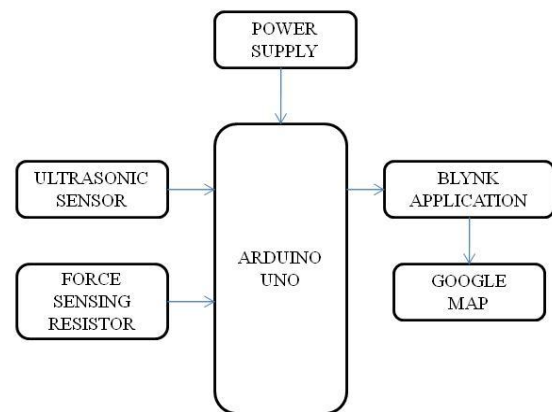 POWER
SUPPLY
ULTRASONIC
SENSOR
BLYNK
APPLICATION
ARDUINO
UNO
FORCE
SENSING
RESISTOR
GOOGLE
MAP